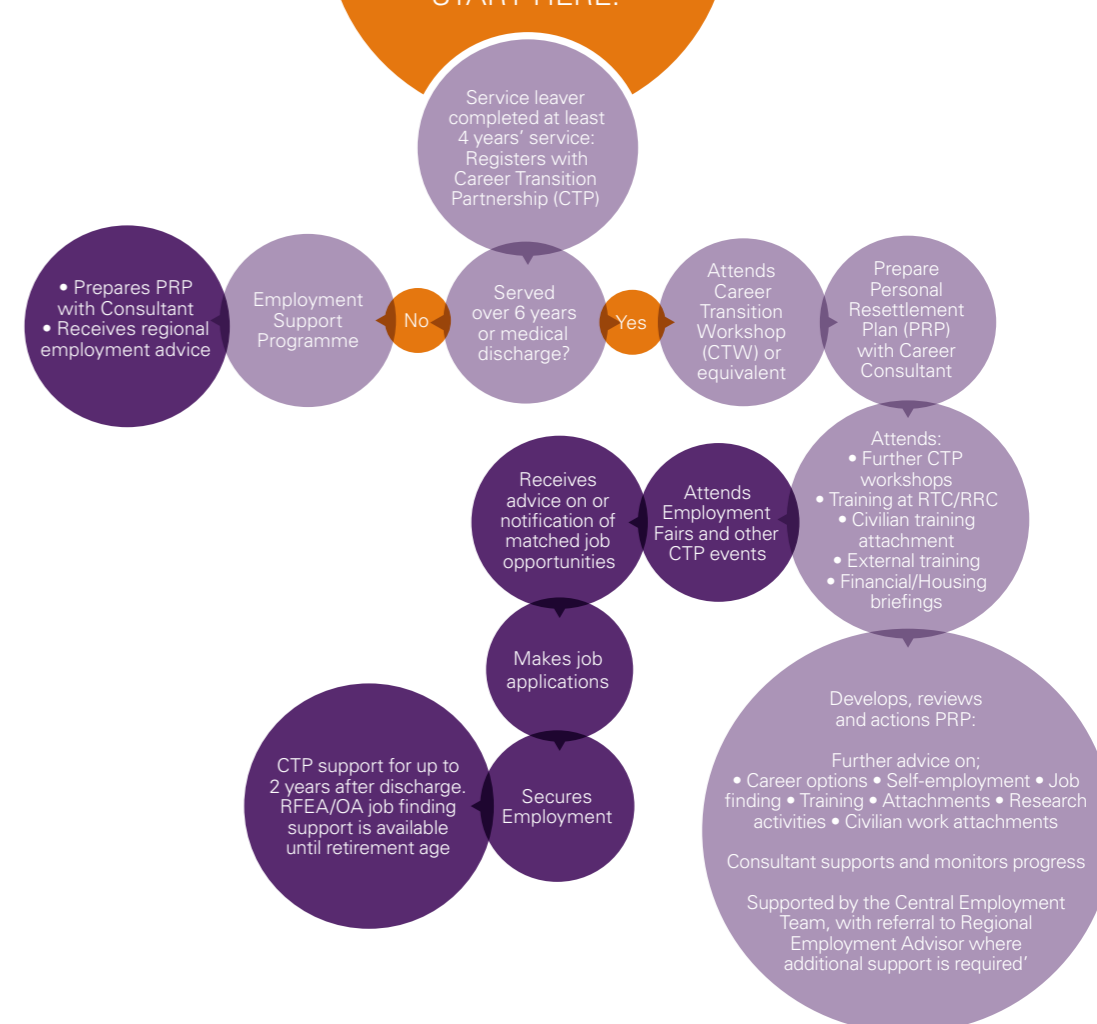 START HERE:
Service leaver
completed at least
4 years’ service:
Registers with
Career Transition
Partnership (CTP)
Served
over 6 years
or medical
discharge?
No
Employment
Support
Programme
• Prepares PRP
with Consultant
• Receives regional
employment advice
Yes
Attends
Career
Transition
Workshop
(CTW) or
equivalent
Prepare
Personal
Resettlement
Plan (PRP)
with Career
Consultant
Attends:
• Further CTP
workshops
• Training at RTC/RRC
• Civilian training
attachment
• External training
• Financial/Housing
briefings
Attends
Employment
Fairs and other
CTP events
Receives
advice on or
notification of
matched job
opportunities
Makes job
applications
Secures
Employment
CTP support for up to
2 years after discharge.
RFEA/OA job finding
support is available
until retirement age
Develops, reviews
and actions PRP:
Further advice on;
• Career options • Self-employment • Job
finding • Training • Attachments • Research
activities • Civilian work attachments
Consultant supports and monitors progress
Supported by the Central Employment
Team, with referral to Regional
Employment Advisor where
additional support is required’